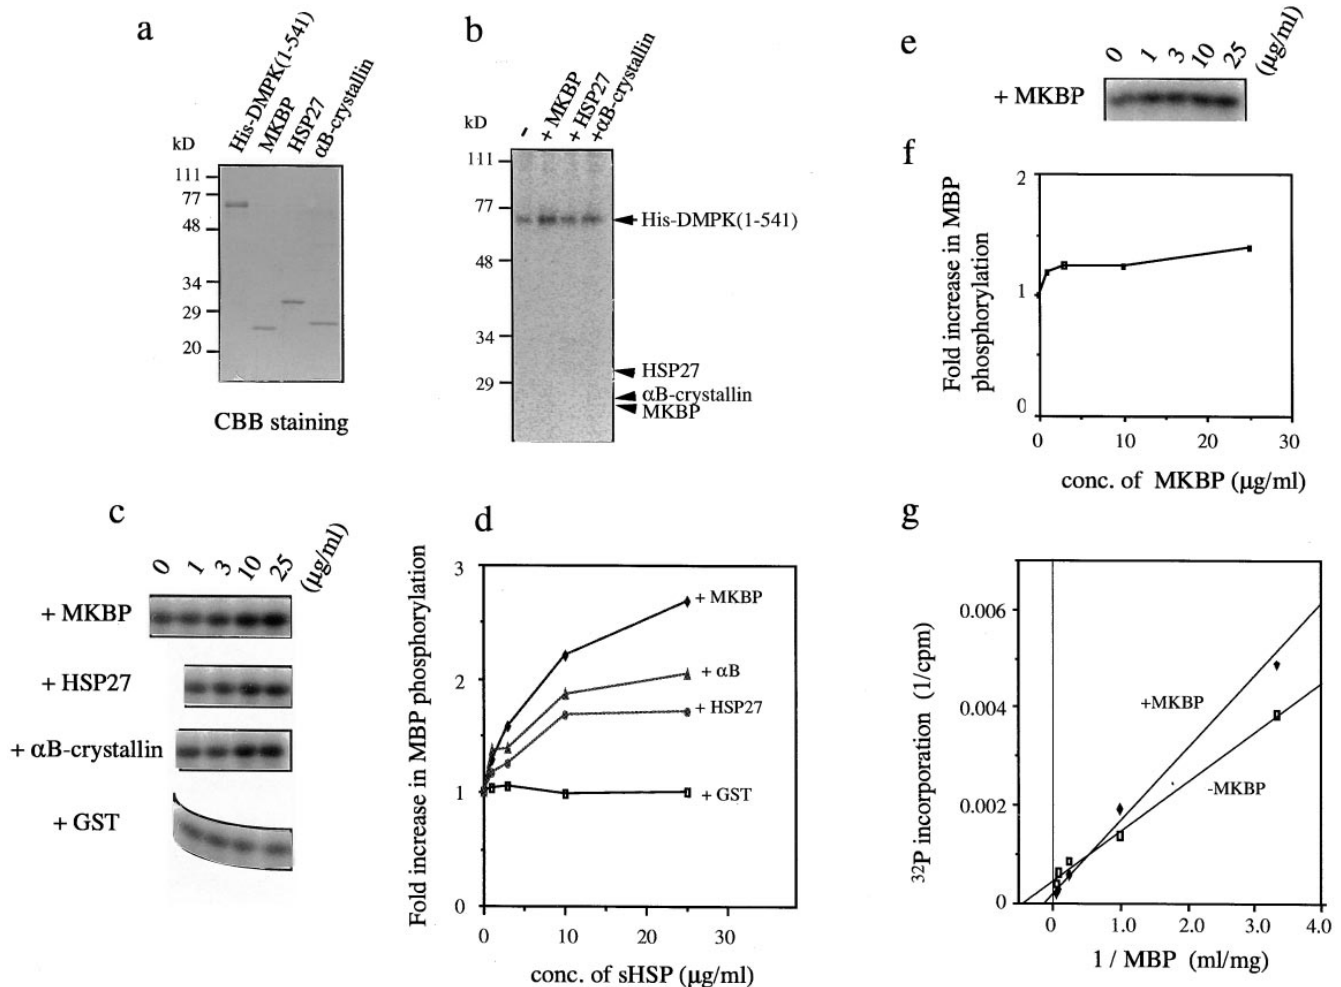 a
His-DMPK(1-541)
MKBP
HSP27
αB-crystallin
kD
111
77
48
34
29
20
CBB staining
b
kD
-
+ MKBP
+ HSP27
+αB-crystallin
111
77
48
34
29
His-DMPK(1-541)
HSP27
αB-crystallin
MKBP
e
0 1 3 10 25 (μg/ml)
+ MKBP
f
Fold increase in MBP
phosphorylation
2
1
0
0 10 20 30
conc. of MKBP (μg/ml)
c
0 1 3 10 25 (μg/ml)
+ MKBP
+ HSP27
+ αB-crystallin
+ GST
d
Fold increase in MBP phosphorylation
3
2
1
0
+ MKBP
+ αB
+ HSP27
+ GST
0 10 20 30
conc. of sHSP (μg/ml)
g
32P incorporation (1/cpm)
0.006
0.004
0.002
0
+MKBP
-MKBP
0 1.0 2.0 3.0 4.0
1 / MBP (ml/mg)